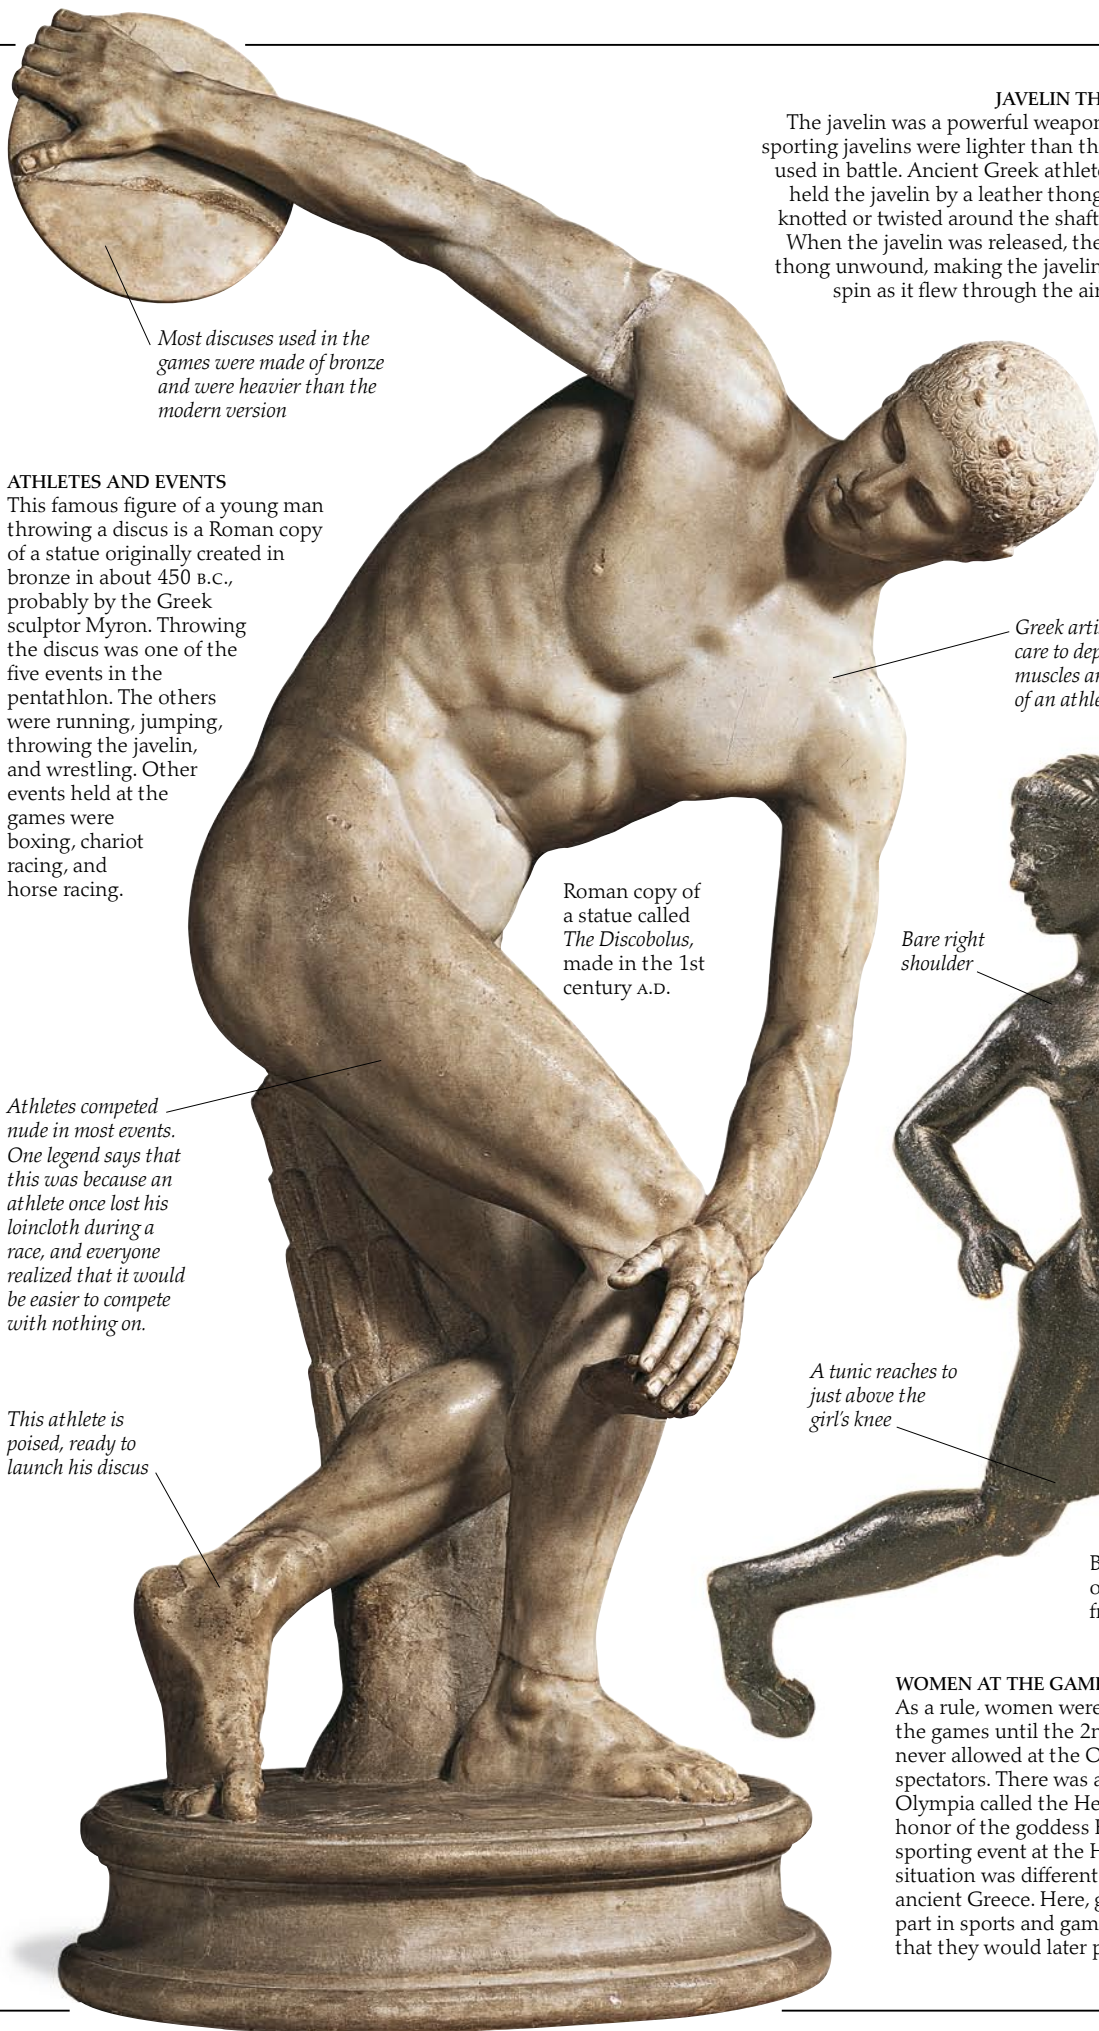 JAVELIN TH
The javelin was a powerful weapon
sporting javelins were lighter than th
used in battle. Ancient Greek athlet
held the javelin by a leather thong
knotted or twisted around the shaft
When the javelin was released, the
thong unwound, making the javelin
spin as it flew through the air
Most discuses used in the
games were made of bronze
and were heavier than the
modern version
ATHLETES AND EVENTS
This famous figure of a young man
throwing a discus is a Roman copy
of a statue originally created in
bronze in about 450 B.C.,
probably by the Greek
sculptor Myron. Throwing
the discus was one of the
five events in the
pentathlon. The others
were running, jumping,
throwing the javelin,
and wrestling. Other
events held at the
games were
boxing, chariot
racing, and
horse racing.
Greek arti
care to dep
muscles a
of an athle
Roman copy of
a statue called
The Discobolus,
made in the 1st
century A.D.
Bare right
shoulder
Athletes competed
nude in most events.
One legend says that
this was because an
athlete once lost his
loincloth during a
race, and everyone
realized that it would
be easier to compete
with nothing on.
A tunic reaches to
just above the
girl's knee
This athlete is
poised, ready to
launch his discus
B
o
f
WOMEN AT THE GAM
As a rule, women were
the games until the 2n
never allowed at the O
spectators. There was a
Olympia called the He
honor of the goddess
sporting event at the H
situation was different
ancient Greece. Here, g
part in sports and gam
that they would later p